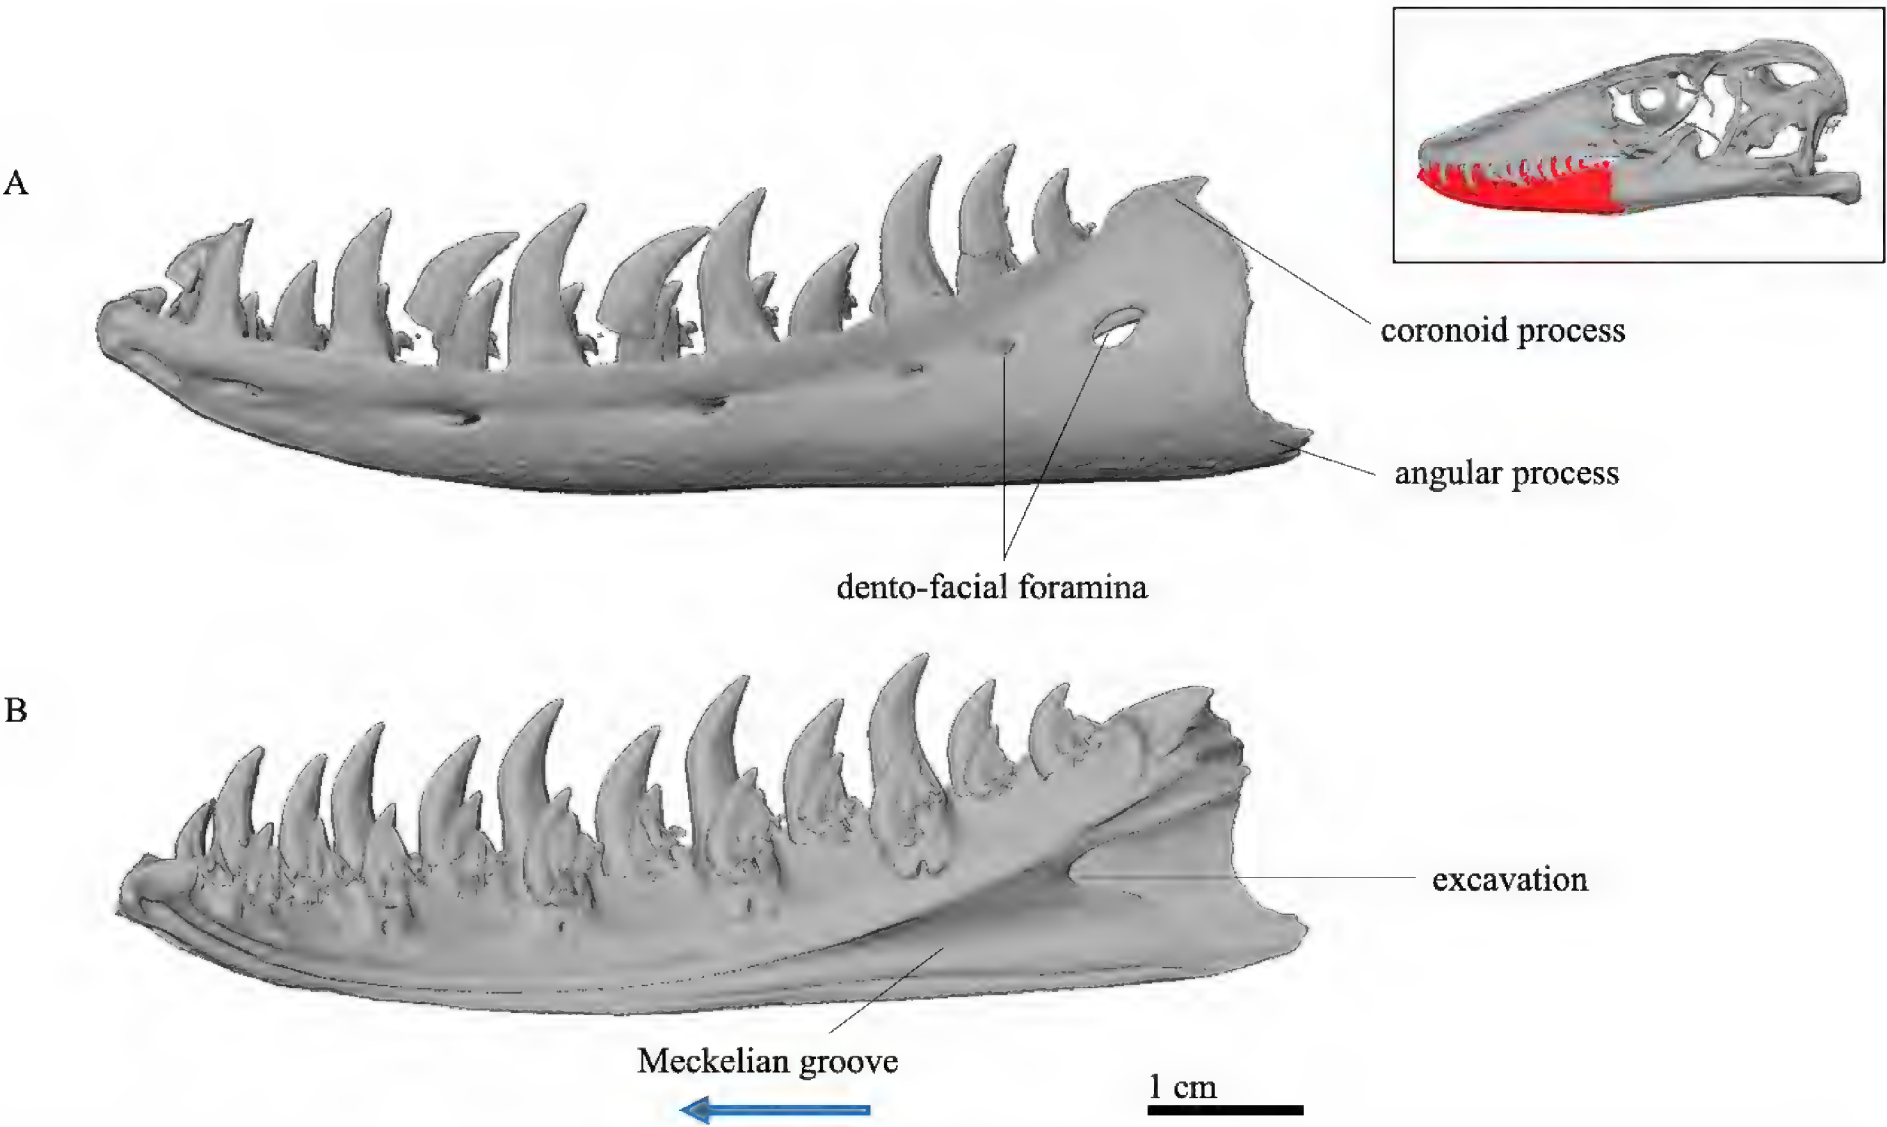 A
coronoid process
angular process
dento-facial foramina
B
excavation
Meckelian groove
1 cm